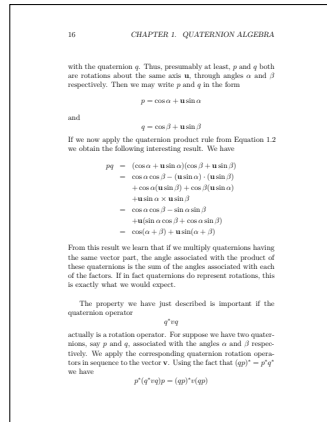 16 CHAPTER 1. QUATERNION ALGEBRA
with the quaternion q. Thus, presumably at least, p and q both
are rotations about the same axis u, through angles α and β
respectively. Then we may write p and q in the form
p = cos α + u sin α
and
q = cos β + u sin β
If we now apply the quaternion product rule from Equation 1.2
we obtain the following interesting result. We have
pq = (cos α + u sin α)(cos β + u sin β)
= cos α cos β − (u sin α) · (u sin β)
+ cos α(u sin β) + cos β(u sin α)
+u sin α × u sin β
= cos α cos β − sin α sin β
+u(sin α cos β + cos α sin β)
= cos(α + β) + u sin(α + β)
From this result we learn that if we multiply quaternions having
the same vector part, the angle associated with the product of
these quaternions is the sum of the angles associated with each
of the factors. If in fact quaternions do represent rotations, this
is exactly what we would expect.
The property we have just described is important if the
quaternion operator
q*vq
actually is a rotation operator. For suppose we have two quater-
nions, say p and q, associated with the angles α and β respec-
tively. We apply the corresponding quaternion rotation opera-
tors in sequence to the vector v. Using the fact that (qp)* = p*q*
we have
p*(q*vq)p = (qp)*v(qp)